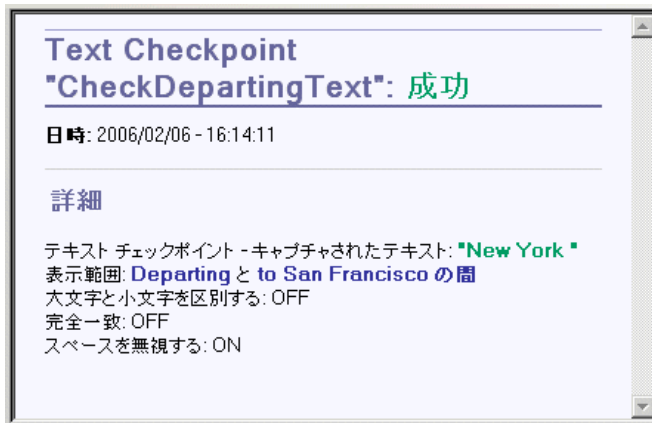 Text Checkpoint
"CheckDepartingText": 成功
日時: 2006/02/06 - 16:14:11
詳細
テキスト チェックポイント - キャプチャされたテキスト: "New York "
表示範囲: Departing と to San Francisco の間
大文字と小文字を区別する: OFF
完全一致: OFF
スペースを無視する: ON